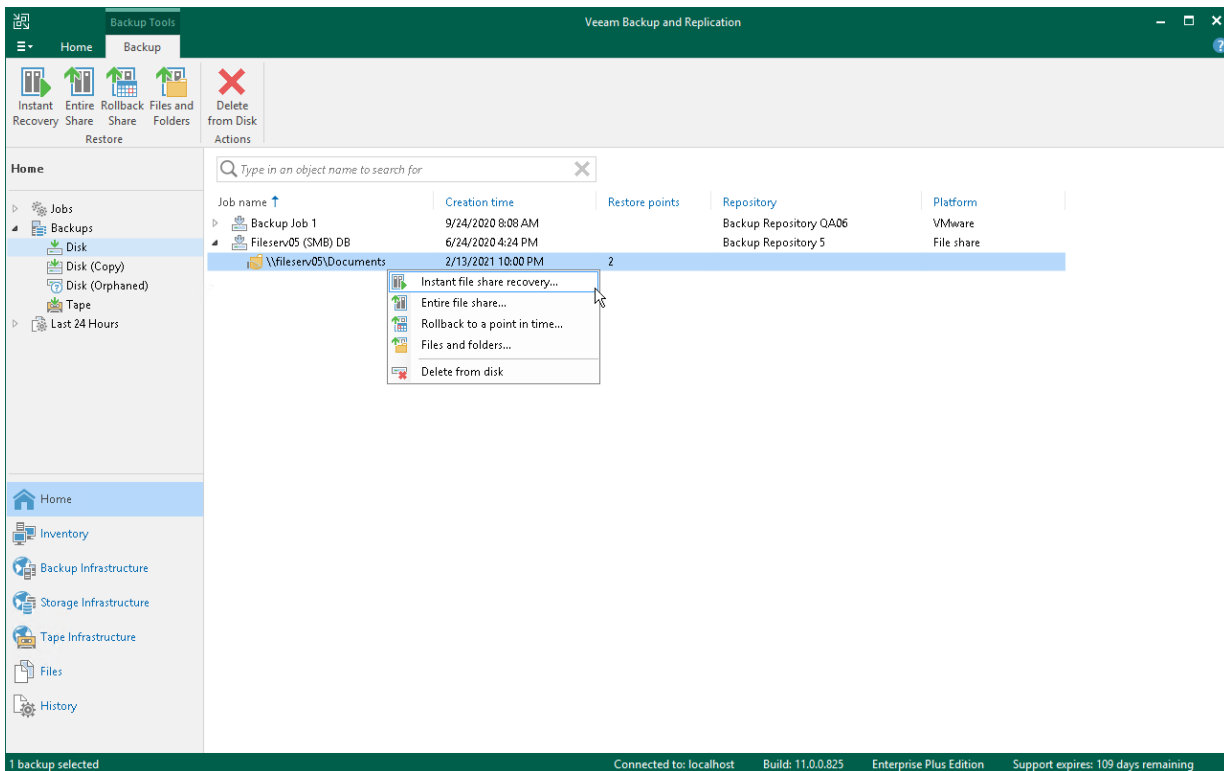 Backup Tools
Veeam Backup and Replication
Home
Backup
Instant Recovery
Entire Share
Rollback Share
Files and Folders
Delete from Disk
Restore
Actions
Home
Type in an object name to search for
Jobs
Backups
Disk
Disk (Copy)
Disk (Orphaned)
Tape
Last 24 Hours
Job name Creation time Restore points Repository Platform
Backup Job 1 9/24/2020 8:08 AM Backup Repository QA06 VMware
Fileserv05 (SMB) DB 6/24/2020 4:24 PM Backup Repository 5 File share
\\fileserv05\Documents 2/13/2021 10:00 PM 2
Instant file share recovery...
Entire file share...
Rollback to a point in time...
Files and folders...
Delete from disk
Home
Inventory
Backup Infrastructure
Storage Infrastructure
Tape Infrastructure
Files
History
1 backup selected
Connected to: localhost
Build: 11.0.0.825
Enterprise Plus Edition
Support expires: 109 days remaining